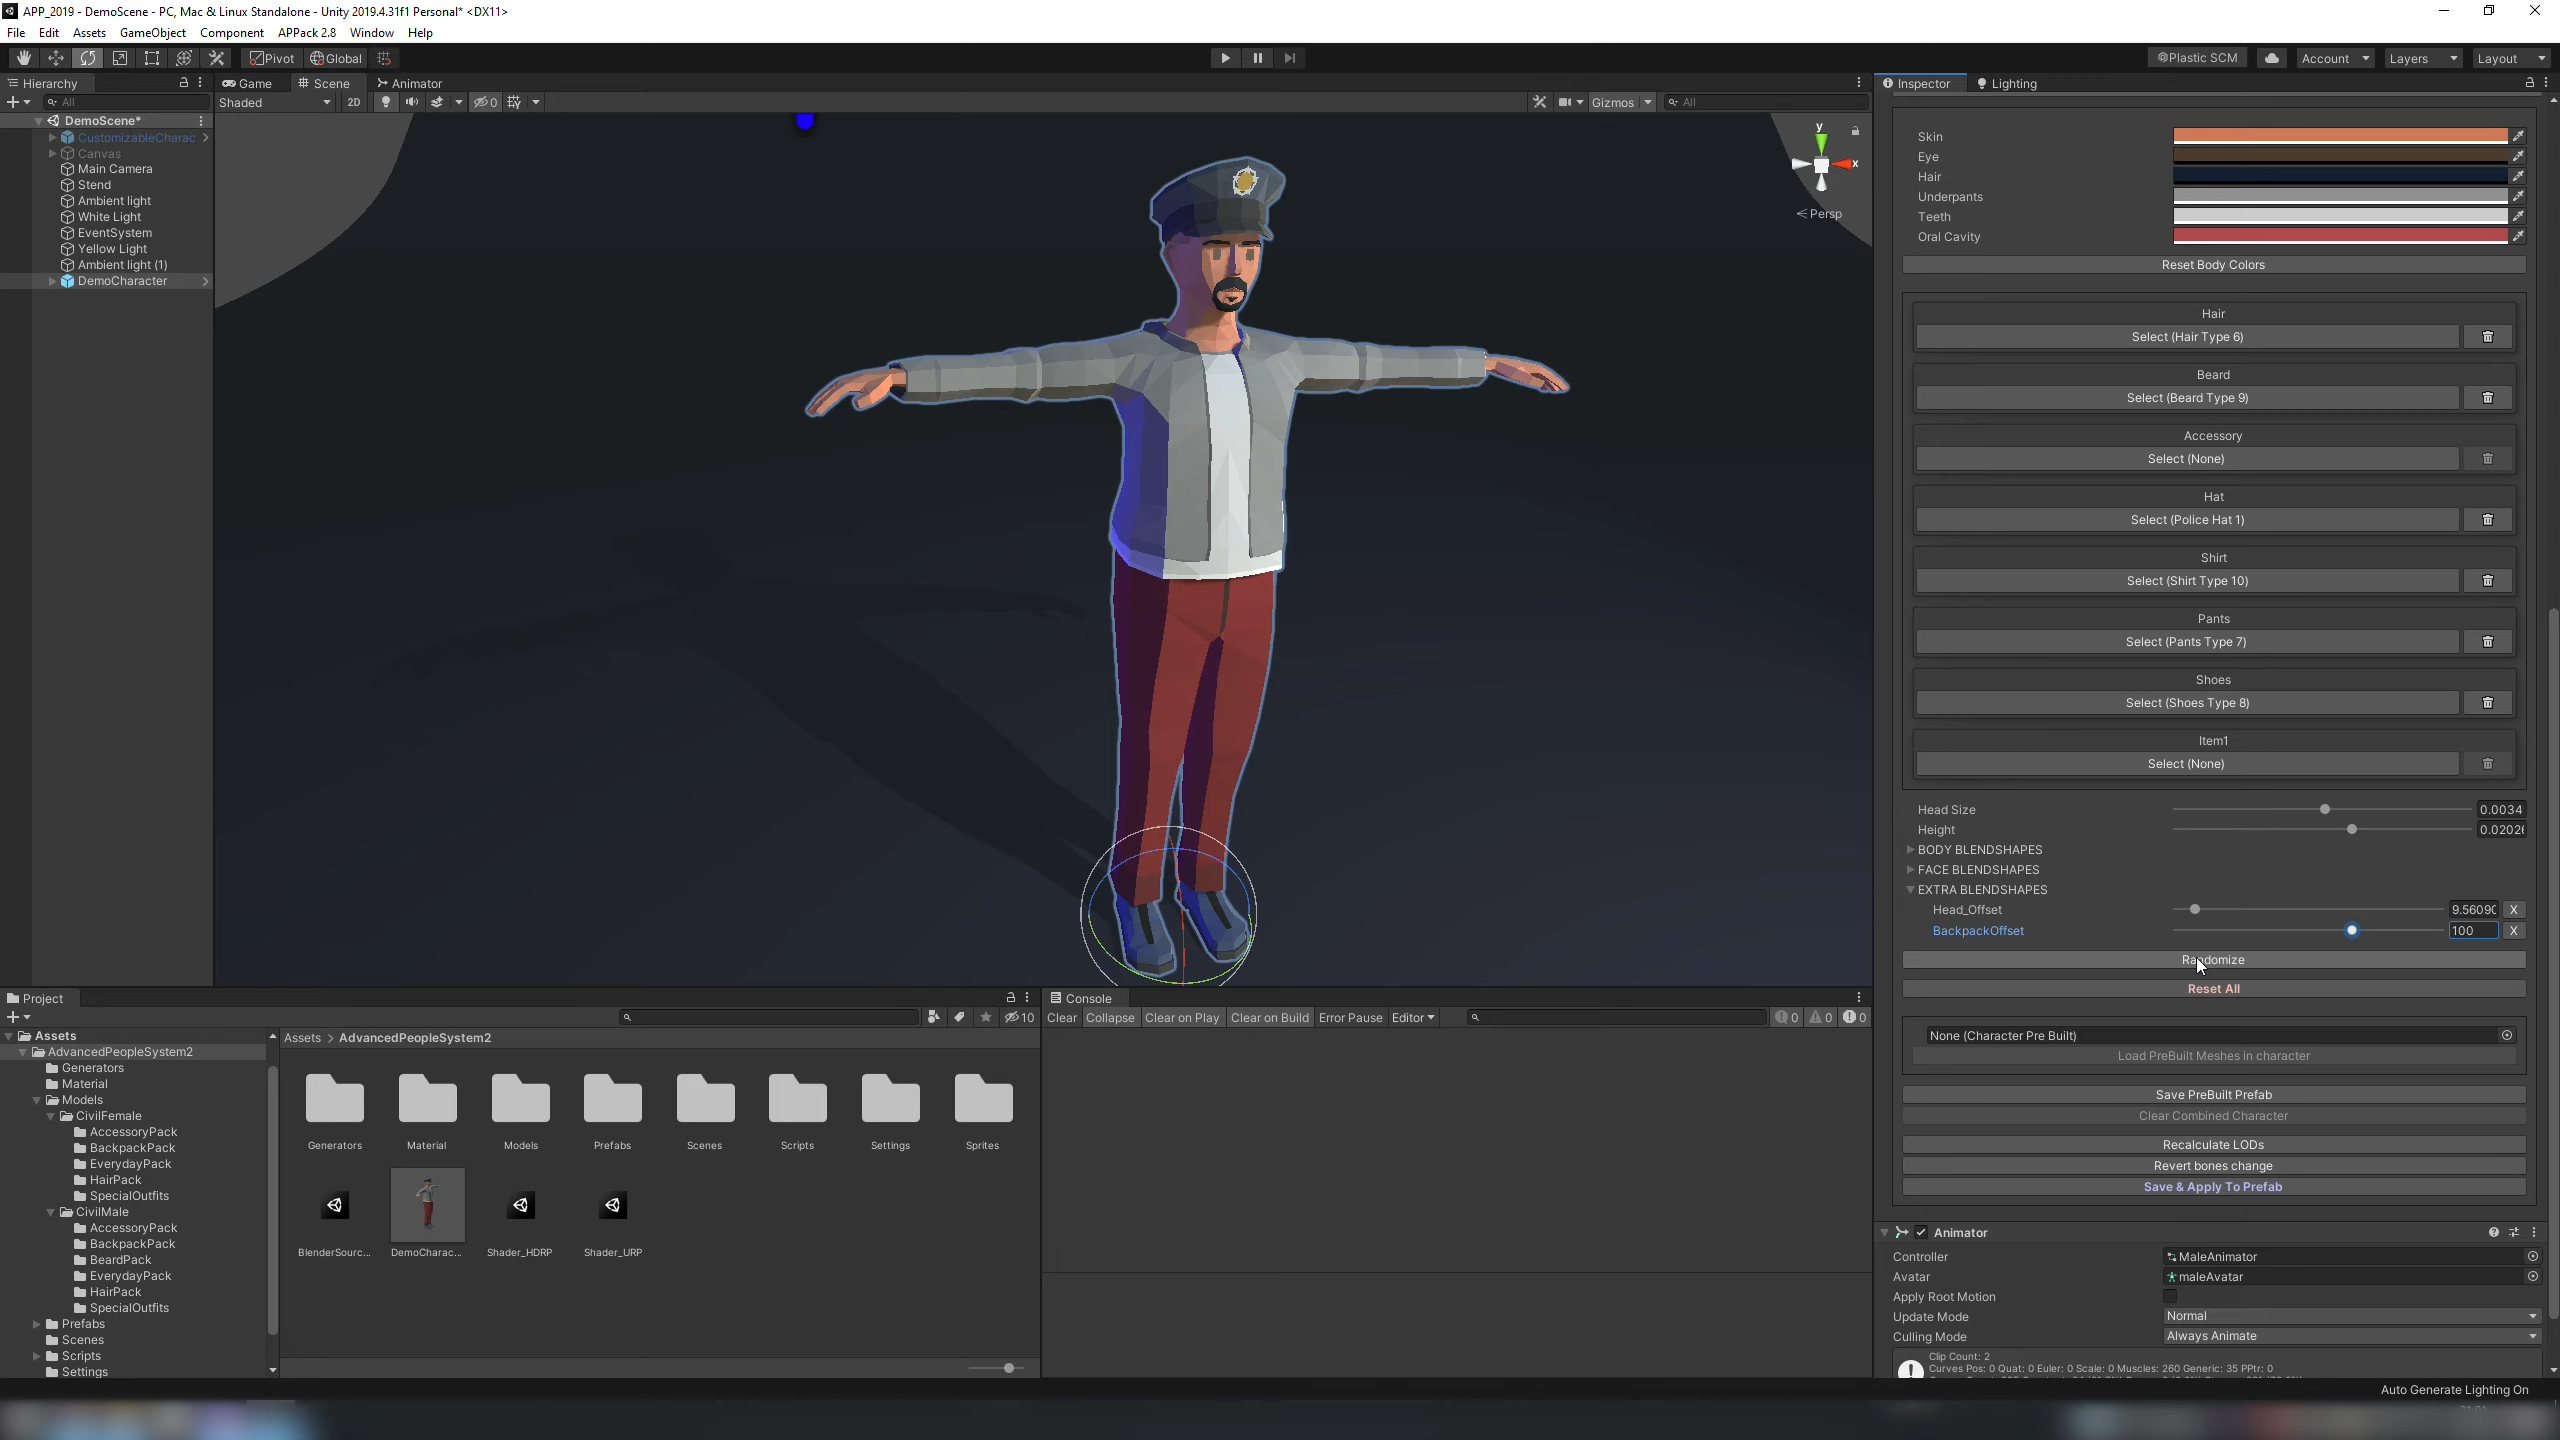 APP_2019 - DemoScene - PC, Mac & Linux Standalone - Unity 2019.4.31f1 Personal* <DX11>
File Edit Assets GameObject Component APPack 2.8 Window Help
Pivot Global
Plastic SCM Account Layers Layout
Hierarchy
All
DemoScene*
CustomizableCharac
Canvas
Main Camera
Stend
Ambient light
White Light
EventSystem
Yellow Light
Ambient light (1)
DemoCharacter
Game Scene Animator
Shaded 2D 0 Gizmos All
y
x
Persp
Inspector Lighting
Skin
Eye
Hair
Underpants
Teeth
Oral Cavity
Reset Body Colors
Hair
Select (Hair Type 6)
Beard
Select (Beard Type 9)
Accessory
Select (None)
Hat
Select (Police Hat 1)
Shirt
Select (Shirt Type 10)
Pants
Select (Pants Type 7)
Shoes
Select (Shoes Type 8)
Item1
Select (None)
Head Size 0.0034
Height 0.0202
BODY BLENDSHAPES
FACE BLENDSHAPES
EXTRA BLENDSHAPES
Head_Offset 9.5609 X
BackpackOffset 100 X
Randomize
Reset All
None (Character Pre Built)
Load PreBuilt Meshes in character
Save PreBuilt Prefab
Clear Combined Character
Recalculate LODs
Revert bones change
Save & Apply To Prefab
Animator
Controller MaleAnimator
Avatar maleAvatar
Apply Root Motion
Update Mode Normal
Culling Mode Always Animate
Clip Count: 2
Curves Pos: 0 Quat: 0 Euler: 0 Scale: 0 Muscles: 260 Generic: 35 PPtr: 0
Auto Generate Lighting On
Project
10
Assets
AdvancedPeopleSystem2
Generators
Material
Models
CivilFemale
AccessoryPack
BackpackPack
EverydayPack
HairPack
SpecialOutfits
CivilMale
AccessoryPack
BackpackPack
BeardPack
EverydayPack
HairPack
SpecialOutfits
Prefabs
Scenes
Scripts
Settings
Assets > AdvancedPeopleSystem2
Generators Material Models Prefabs Scenes Scripts Settings Sprites
BlenderSourc... DemoCharac... Shader_HDRP Shader_URP
Console
Clear Collapse Clear on Play Clear on Build Error Pause Editor 0 0 0